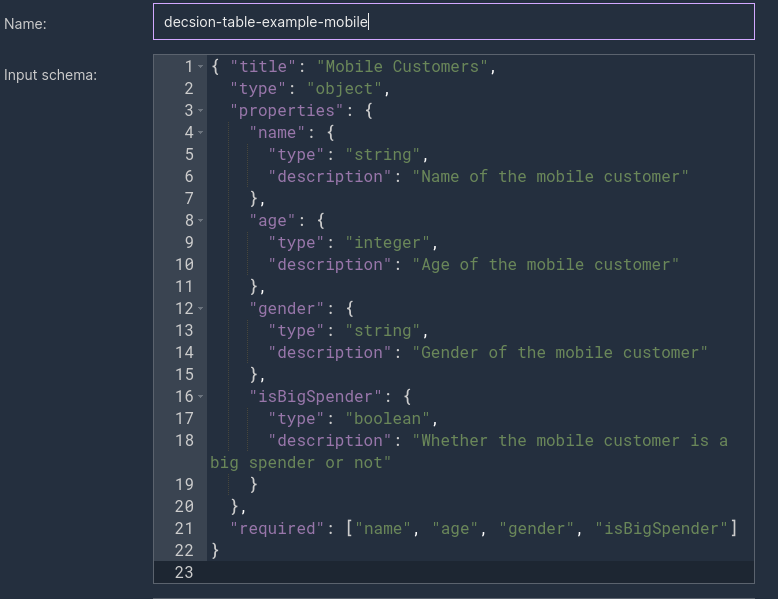 Name:
decsion-table-example-mobile
Input schema:
1 { "title": "Mobile Customers",
2   "type": "object",
3   "properties": {
4     "name": {
5       "type": "string",
6       "description": "Name of the mobile customer"
7     },
8     "age": {
9       "type": "integer",
10       "description": "Age of the mobile customer"
11     },
12     "gender": {
13       "type": "string",
14       "description": "Gender of the mobile customer"
15     },
16     "isBigSpender": {
17       "type": "boolean",
18       "description": "Whether the mobile customer is a
big spender or not"
19     }
20   },
21   "required": ["name", "age", "gender", "isBigSpender"]
22 }
23